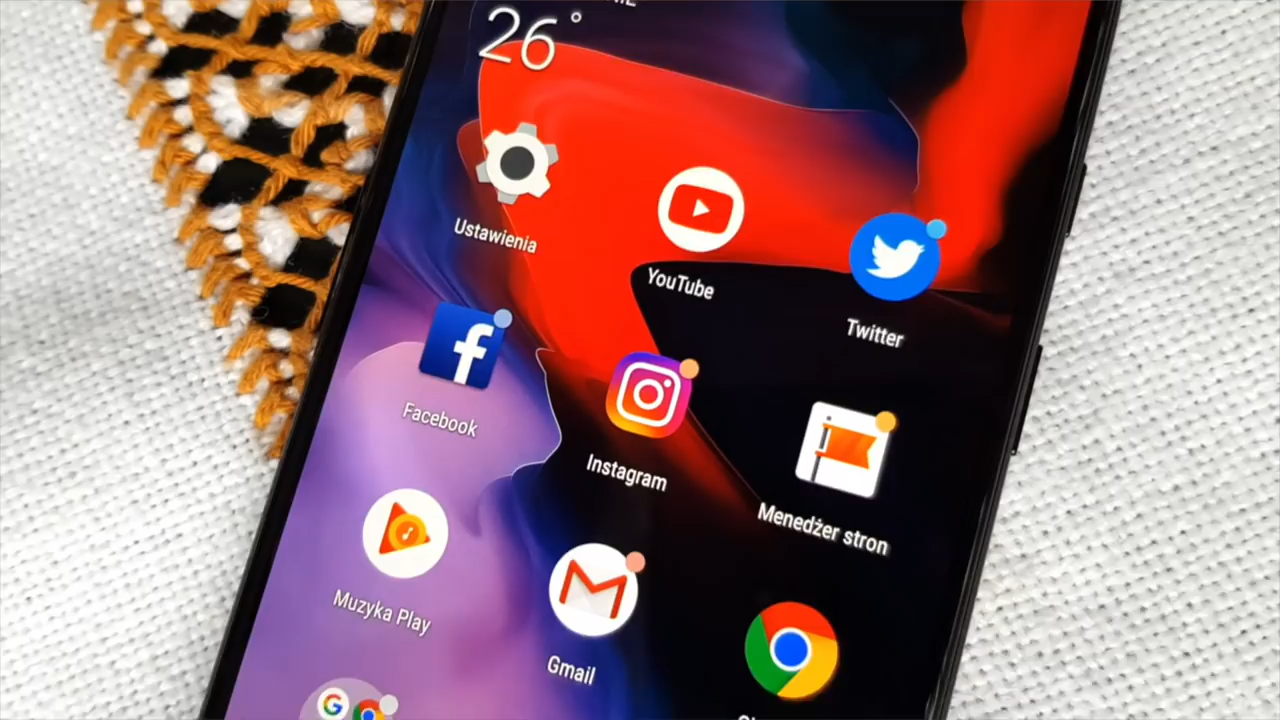 26°
Ustawienia
YouTube
Twitter
Facebook
Instagram
Menedżer stron
Muzyka Play
Gmail